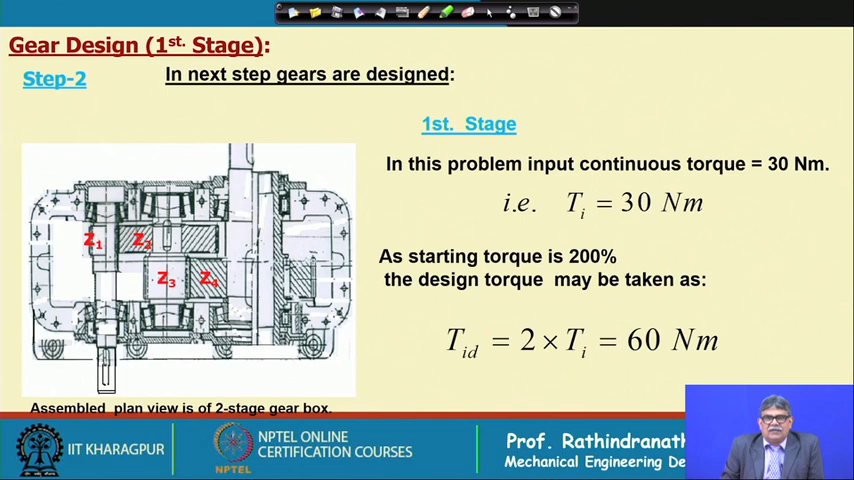 Gear Design (1st. Stage):
Step-2
In next step gears are designed:
1st. Stage
In this problem input continuous torque = 30 Nm.
i.e. Ti = 30 Nm
As starting torque is 200%
the design torque may be taken as:
Tid = 2 × Ti = 60 Nm
z1 z2
z3 z4
Assembled plan view is of 2-stage gear box.
IIT KHARAGPUR
NPTEL
NPTEL ONLINE
CERTIFICATION COURSES
Prof. Rathindranath
Mechanical Engineering